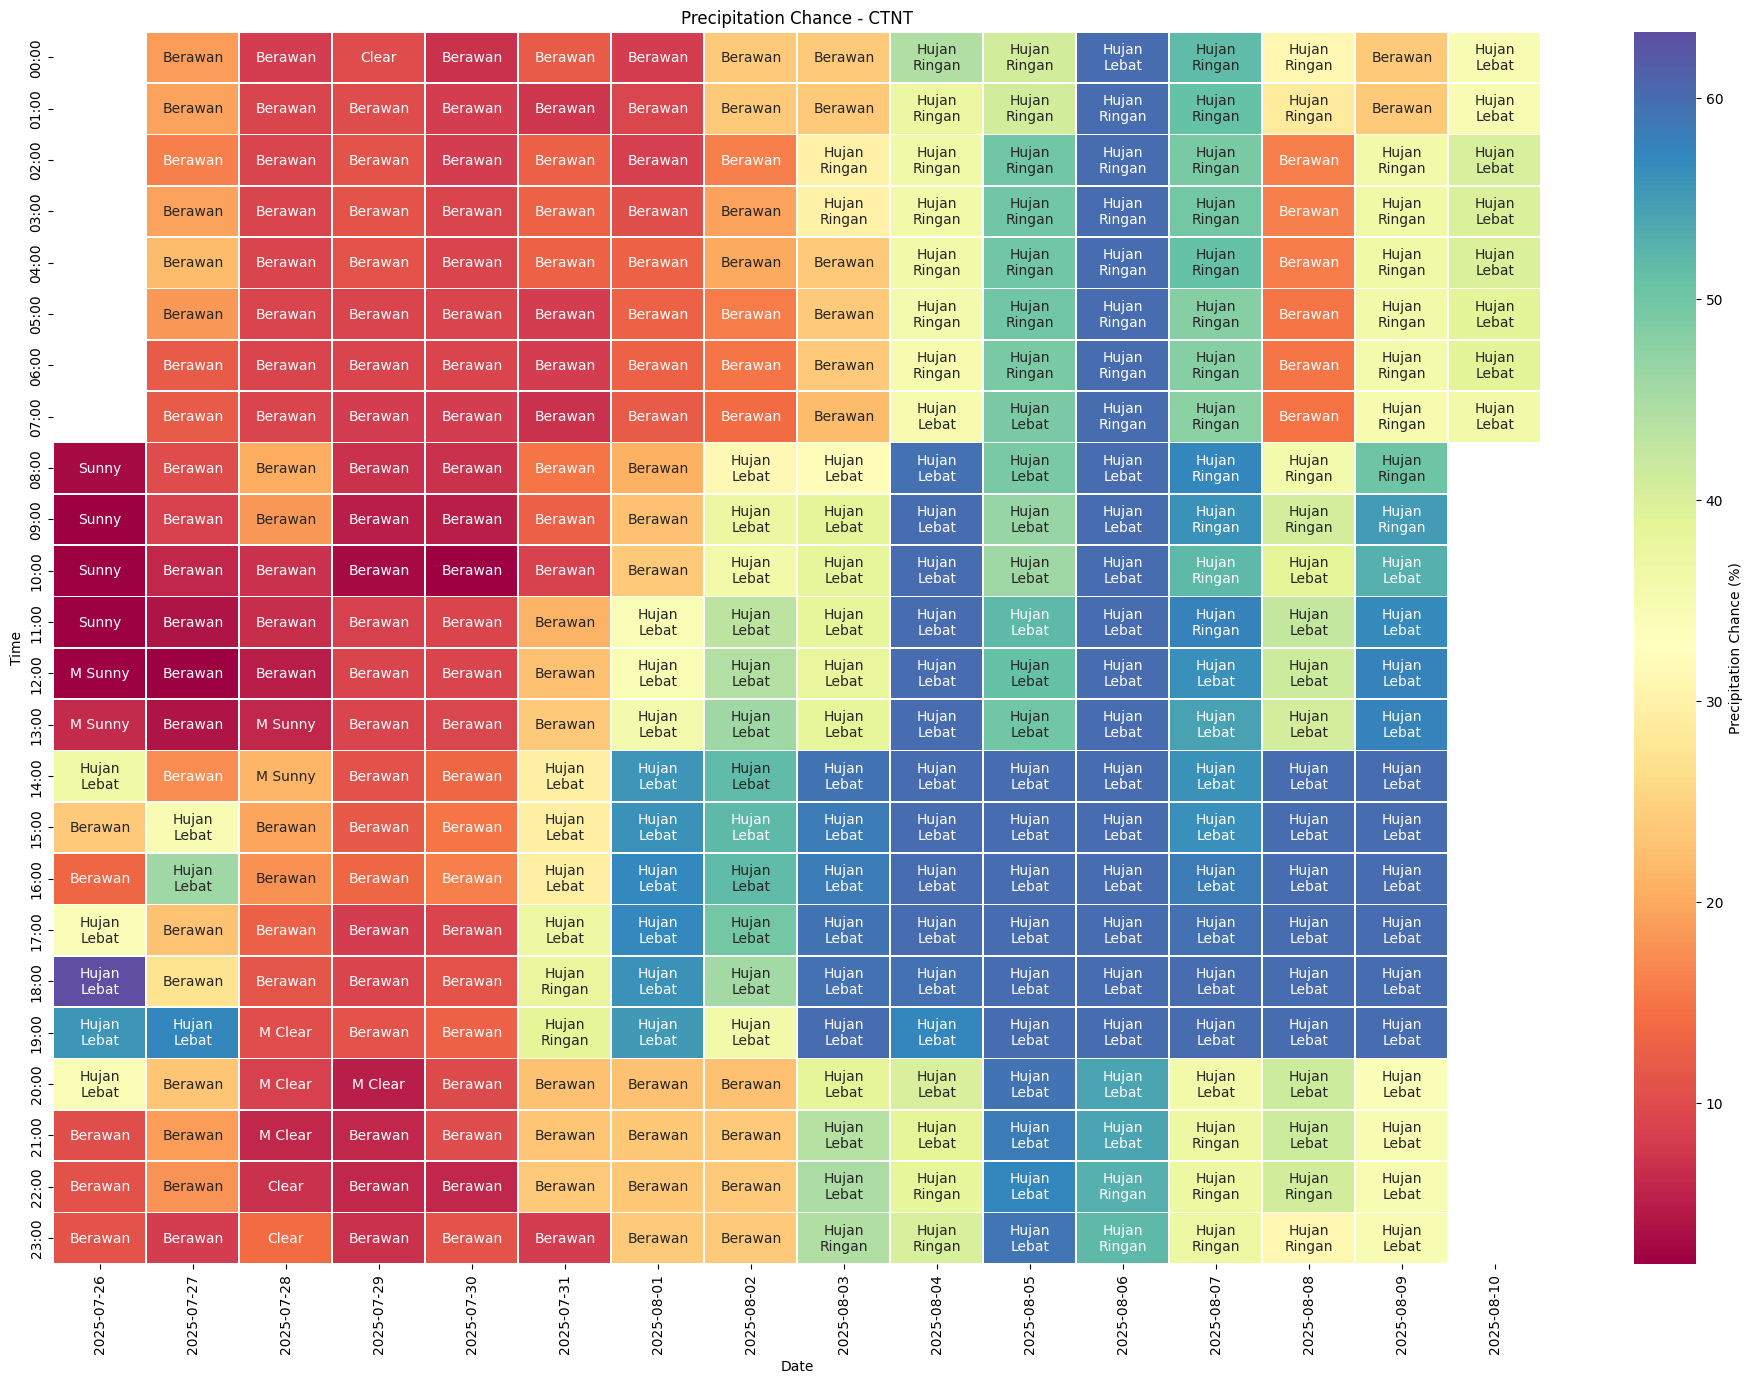 Precipitation Chance - CTNT
00:00 Berawan Berawan Clear Berawan Berawan Berawan Berawan Berawan Hujan Ringan Hujan Ringan Hujan Lebat Hujan Ringan Hujan Ringan Berawan Hujan Lebat
01:00 Berawan Berawan Berawan Berawan Berawan Berawan Berawan Berawan Hujan Ringan Hujan Ringan Hujan Ringan Hujan Ringan Hujan Ringan Berawan Hujan Lebat
02:00 Berawan Berawan Berawan Berawan Berawan Berawan Berawan Hujan Ringan Hujan Ringan Hujan Ringan Hujan Ringan Hujan Ringan Berawan Hujan Ringan Hujan Lebat
03:00 Berawan Berawan Berawan Berawan Berawan Berawan Berawan Hujan Ringan Hujan Ringan Hujan Ringan Hujan Ringan Hujan Ringan Berawan Hujan Ringan Hujan Lebat
04:00 Berawan Berawan Berawan Berawan Berawan Berawan Berawan Berawan Hujan Ringan Hujan Ringan Hujan Ringan Hujan Ringan Berawan Hujan Ringan Hujan Lebat
05:00 Berawan Berawan Berawan Berawan Berawan Berawan Berawan Berawan Hujan Ringan Hujan Ringan Hujan Ringan Hujan Ringan Berawan Hujan Ringan Hujan Lebat
06:00 Berawan Berawan Berawan Berawan Berawan Berawan Berawan Berawan Hujan Ringan Hujan Ringan Hujan Ringan Hujan Ringan Berawan Hujan Ringan Hujan Lebat
07:00 Berawan Berawan Berawan Berawan Berawan Berawan Berawan Berawan Hujan Lebat Hujan Lebat Hujan Ringan Hujan Ringan Berawan Hujan Ringan Hujan Lebat
08:00 Sunny Berawan Berawan Berawan Berawan Berawan Berawan Hujan Lebat Hujan Lebat Hujan Lebat Hujan Lebat Hujan Lebat Hujan Ringan Hujan Ringan Hujan Ringan
09:00 Sunny Berawan Berawan Berawan Berawan Berawan Berawan Hujan Lebat Hujan Lebat Hujan Lebat Hujan Lebat Hujan Lebat Hujan Ringan Hujan Ringan Hujan Ringan
10:00 Sunny Berawan Berawan Berawan Berawan Berawan Berawan Hujan Lebat Hujan Lebat Hujan Lebat Hujan Lebat Hujan Lebat Hujan Ringan Hujan Lebat Hujan Lebat
11:00 Sunny Berawan Berawan Berawan Berawan Berawan Hujan Lebat Hujan Lebat Hujan Lebat Hujan Lebat Hujan Lebat Hujan Lebat Hujan Ringan Hujan Lebat Hujan Lebat
12:00 M Sunny Berawan Berawan Berawan Berawan Berawan Hujan Lebat Hujan Lebat Hujan Lebat Hujan Lebat Hujan Lebat Hujan Lebat Hujan Lebat Hujan Lebat Hujan Lebat
13:00 M Sunny Berawan M Sunny Berawan Berawan Berawan Hujan Lebat Hujan Lebat Hujan Lebat Hujan Lebat Hujan Lebat Hujan Lebat Hujan Lebat Hujan Lebat Hujan Lebat
14:00 Hujan Lebat Berawan M Sunny Berawan Berawan Hujan Lebat Hujan Lebat Hujan Lebat Hujan Lebat Hujan Lebat Hujan Lebat Hujan Lebat Hujan Lebat Hujan Lebat Hujan Lebat
15:00 Berawan Hujan Lebat Berawan Berawan Berawan Hujan Lebat Hujan Lebat Hujan Lebat Hujan Lebat Hujan Lebat Hujan Lebat Hujan Lebat Hujan Lebat Hujan Lebat Hujan Lebat
16:00 Berawan Hujan Lebat Berawan Berawan Berawan Hujan Lebat Hujan Lebat Hujan Lebat Hujan Lebat Hujan Lebat Hujan Lebat Hujan Lebat Hujan Lebat Hujan Lebat Hujan Lebat
17:00 Hujan Lebat Berawan Berawan Berawan Berawan Hujan Lebat Hujan Lebat Hujan Lebat Hujan Lebat Hujan Lebat Hujan Lebat Hujan Lebat Hujan Lebat Hujan Lebat Hujan Lebat
18:00 Hujan Lebat Berawan Berawan Berawan Berawan Hujan Ringan Hujan Lebat Hujan Lebat Hujan Lebat Hujan Lebat Hujan Lebat Hujan Lebat Hujan Lebat Hujan Lebat Hujan Lebat
19:00 Hujan Lebat Hujan Lebat M Clear Berawan Berawan Hujan Ringan Hujan Lebat Hujan Lebat Hujan Lebat Hujan Lebat Hujan Lebat Hujan Lebat Hujan Lebat Hujan Lebat Hujan Lebat
20:00 Hujan Lebat Berawan M Clear M Clear Berawan Berawan Berawan Berawan Hujan Lebat Hujan Lebat Hujan Lebat Hujan Lebat Hujan Lebat Hujan Lebat Hujan Lebat
21:00 Berawan Berawan M Clear Berawan Berawan Berawan Berawan Berawan Hujan Lebat Hujan Lebat Hujan Lebat Hujan Lebat Hujan Ringan Hujan Lebat Hujan Lebat
22:00 Berawan Berawan Clear Berawan Berawan Berawan Berawan Berawan Hujan Lebat Hujan Ringan Hujan Lebat Hujan Ringan Hujan Ringan Hujan Ringan Hujan Lebat
23:00 Berawan Berawan Clear Berawan Berawan Berawan Berawan Berawan Hujan Ringan Hujan Ringan Hujan Lebat Hujan Ringan Hujan Ringan Hujan Ringan Hujan Lebat
Time
2025-07-26 2025-07-27 2025-07-28 2025-07-29 2025-07-30 2025-07-31 2025-08-01 2025-08-02 2025-08-03 2025-08-04 2025-08-05 2025-08-06 2025-08-07 2025-08-08 2025-08-09 2025-08-10
Date
60
50
40
30
20
10
Precipitation Chance (%)